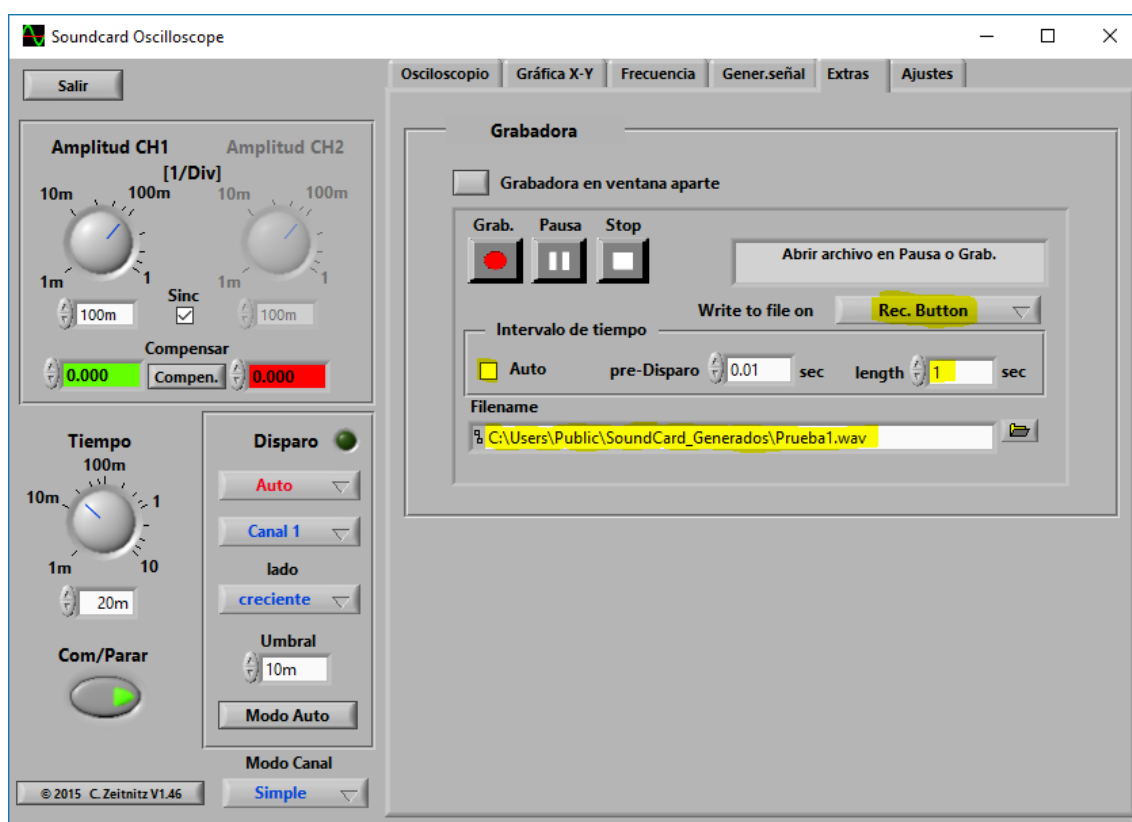 Soundcard Oscilloscope
Osciloscopio Gráfica X-Y Frecuencia Gener.señal Extras Ajustes
Salir
Amplitud CH1 Amplitud CH2
[1/Div]
10m 100m 10m 100m
1m 1 1m 1
Sinc
100m 100m
Compensar
0.000 Compen. 0.000
Tiempo
100m
10m 1
1m 10
20m
Com/Parar
Disparo
Auto
Canal 1
lado
creciente
Umbral
10m
Modo Auto
Modo Canal
Simple
© 2015 C. Zeitnitz V1.46
Grabadora
Grabadora en ventana aparte
Grab. Pausa Stop
Abrir archivo en Pausa o Grab.
Write to file on Rec. Button
Intervalo de tiempo
Auto pre-Disparo 0.01 sec length 1 sec
Filename
C:\Users\Public\SoundCard_Generados\Prueba1.wav